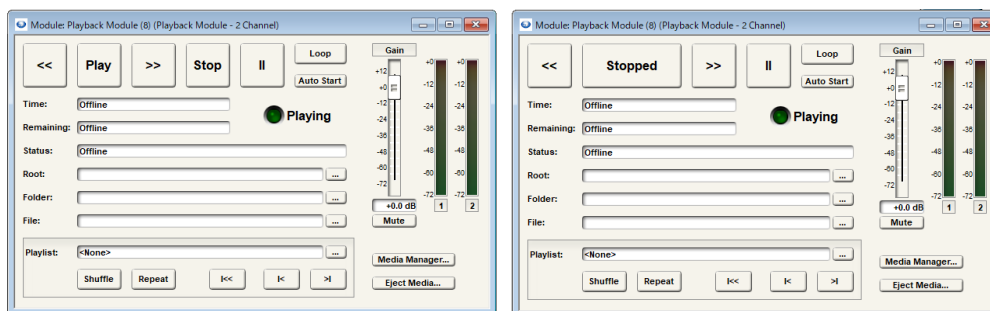 Module: Playback Module (8) (Playback Module - 2 Channel)
<< Play >> Stop II Loop
Auto Start
Gain
+12
+0
-12
-24
-36
-48
-60
-72
+0 +0
-12 -12
-24 -24
-36 -36
-48 -48
-60 -60
-72 -72
+0.0 dB 1 2
Mute
Time: Offline
Playing
Remaining: Offline
Status: Offline
Root: ...
Folder: ...
File: ...
Playlist: <None> ...
Shuffle Repeat I<< I< >I
Media Manager...
Eject Media...
Module: Playback Module (8) (Playback Module - 2 Channel)
<< Stopped >> II Loop
Auto Start
Gain
+12
+0
-12
-24
-36
-48
-60
-72
+0 +0
-12 -12
-24 -24
-36 -36
-48 -48
-60 -60
-72 -72
+0.0 dB 1 2
Mute
Time: Offline
Playing
Remaining: Offline
Status: Offline
Root: ...
Folder: ...
File: ...
Playlist: <None> ...
Shuffle Repeat I<< I< >I
Media Manager...
Eject Media...